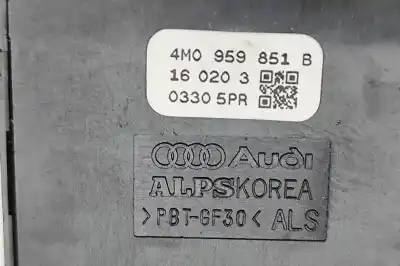 4M0 959 851 B
16 020 3
0330 5PR
Audi
ALPSKOREA
>PBT-GF30< ALS